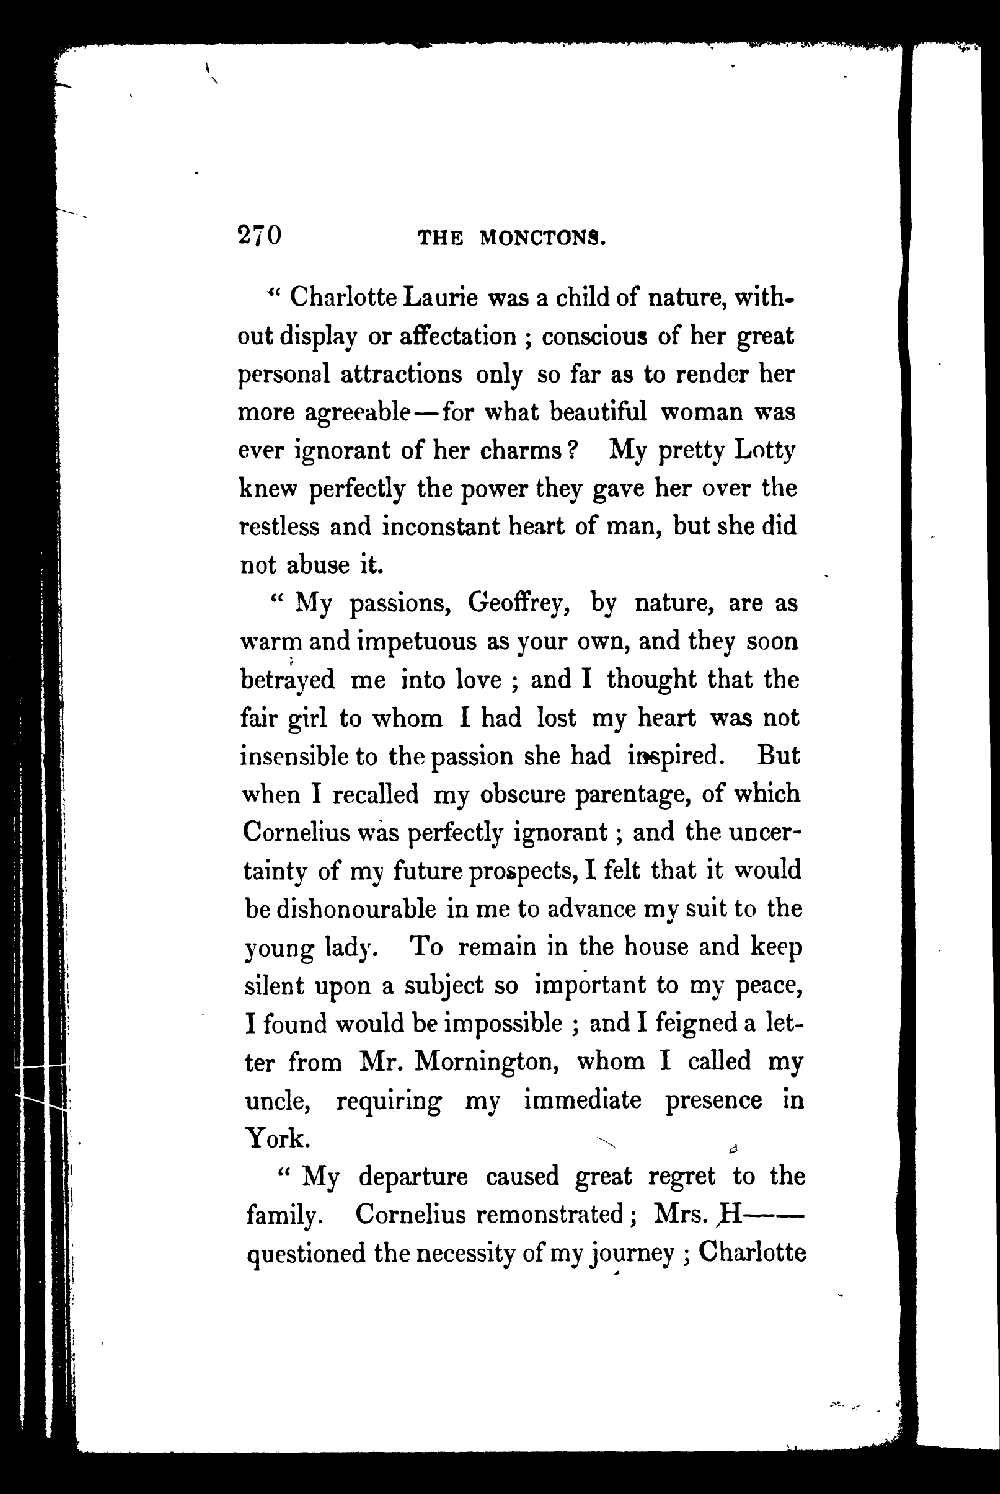 270 THE MONCTONS.
“ Charlotte Laurie was a child of nature, with-
out display or affectation ; conscious of her great
personal attractions only so far as to render her
more agreeable—for what beautiful woman was
ever ignorant of her charms ? My pretty Lotty
knew perfectly the power they gave her over the
restless and inconstant heart of man, but she did
not abuse it.
“ My passions, Geoffrey, by nature, are as
warm and impetuous as your own, and they soon
betrayed me into love ; and I thought that the
fair girl to whom I had lost my heart was not
insensible to the passion she had inspired. But
when I recalled my obscure parentage, of which
Cornelius was perfectly ignorant ; and the uncer-
tainty of my future prospects, I felt that it would
be dishonourable in me to advance my suit to the
young lady. To remain in the house and keep
silent upon a subject so important to my peace,
I found would be impossible ; and I feigned a let-
ter from Mr. Mornington, whom I called my
uncle, requiring my immediate presence in
York.
“ My departure caused great regret to the
family. Cornelius remonstrated ; Mrs. H——
questioned the necessity of my journey ; Charlotte